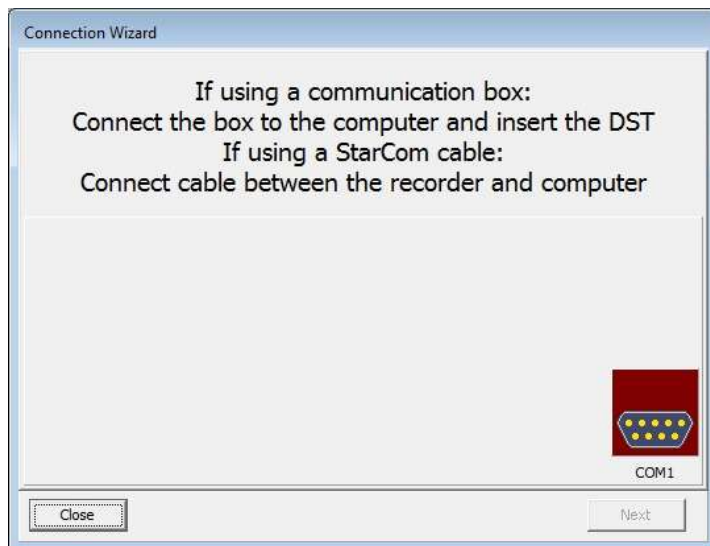 Connection Wizard
If using a communication box:
Connect the box to the computer and insert the DST
If using a StarCom cable:
Connect cable between the recorder and computer
COM1
Close
Next